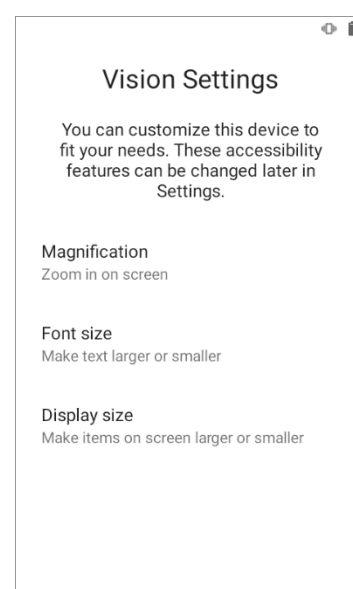 Vision Settings
You can customize this device to
fit your needs. These accessibility
features can be changed later in
Settings.
Magnification
Zoom in on screen
Font size
Make text larger or smaller
Display size
Make items on screen larger or smaller